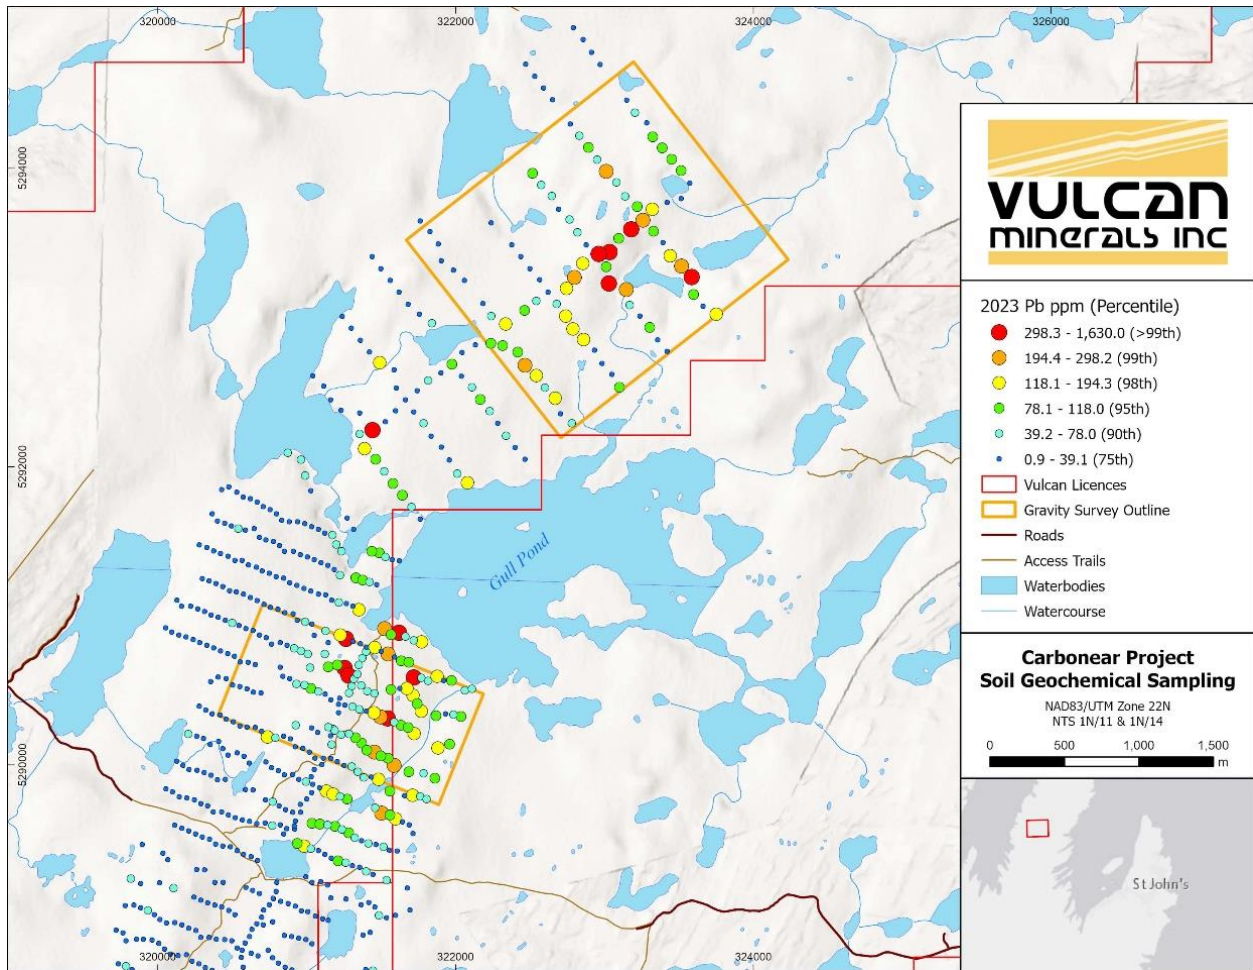 320000
322000
324000
326000
5294000
5292000
5290000
Gull Pond
VULCAN
minerals inc
2023 Pb ppm (Percentile)
298.3 - 1,630.0 (>99th)
194.4 - 298.2 (99th)
118.1 - 194.3 (98th)
78.1 - 118.0 (95th)
39.2 - 78.0 (90th)
0.9 - 39.1 (75th)
Vulcan Licences
Gravity Survey Outline
Roads
Access Trails
Waterbodies
Watercourse
Carbonear Project
Soil Geochemical Sampling
NAD83/UTM Zone 22N
NTS 1N/11 & 1N/14
0 500 1,000 1,500
m
St John's
320000
322000
324000